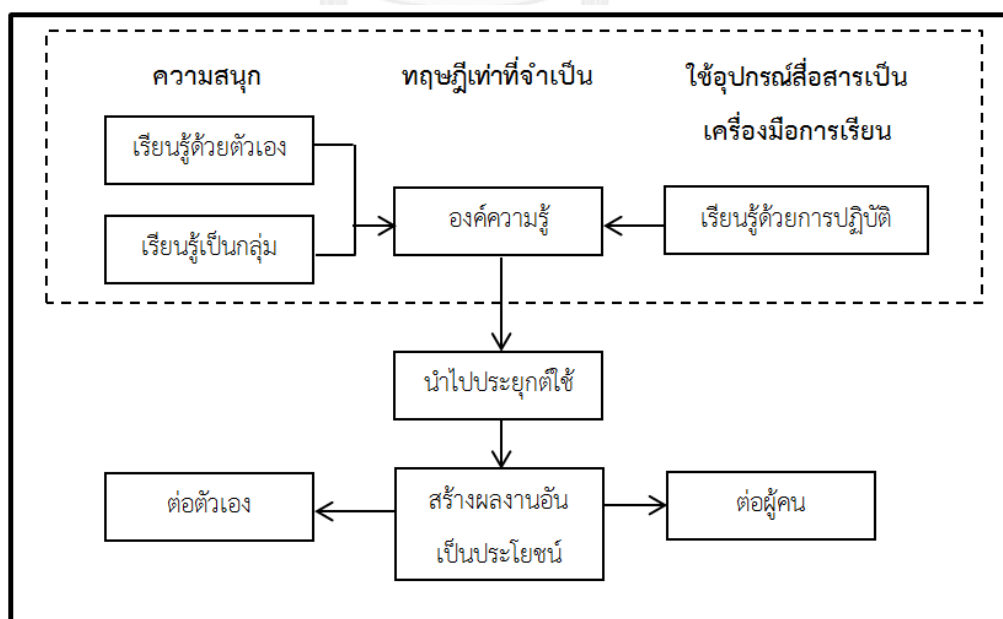 ความสนุก
ทฤษฎีเท่าที่จำเป็น
ใช้อุปกรณ์สื่อสารเป็น
เครื่องมือการเรียน
เรียนรู้ด้วยตัวเอง
เรียนรู้เป็นกลุ่ม
องค์ความรู้
เรียนรู้ด้วยการปฏิบัติ
นำไปประยุกต์ใช้
ต่อตัวเอง
สร้างผลงานอัน
เป็นประโยชน์
ต่อผู้คน